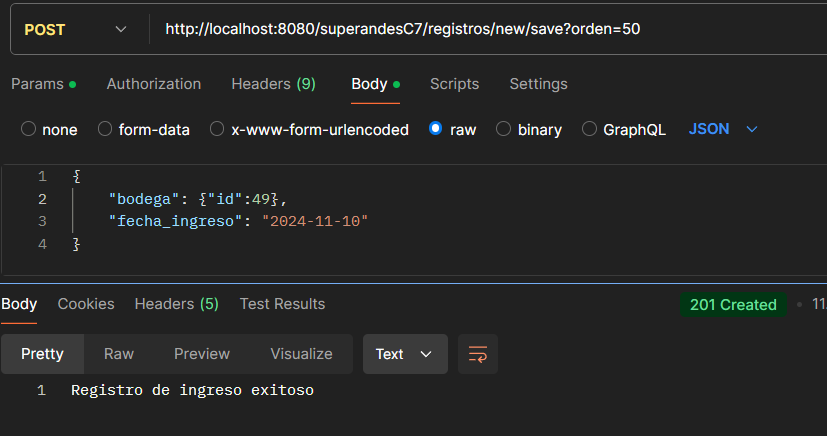 POST http://localhost:8080/superandesC7/registros/new/save?orden=50
Params Authorization Headers (9) Body Scripts Settings
none form-data x-www-form-urlencoded raw binary GraphQL JSON
1 {
2 "bodega": {"id":49},
3 "fecha_ingreso": "2024-11-10"
4 }
Body Cookies Headers (5) Test Results 201 Created 11.
Pretty Raw Preview Visualize Text
1 Registro de ingreso exitoso